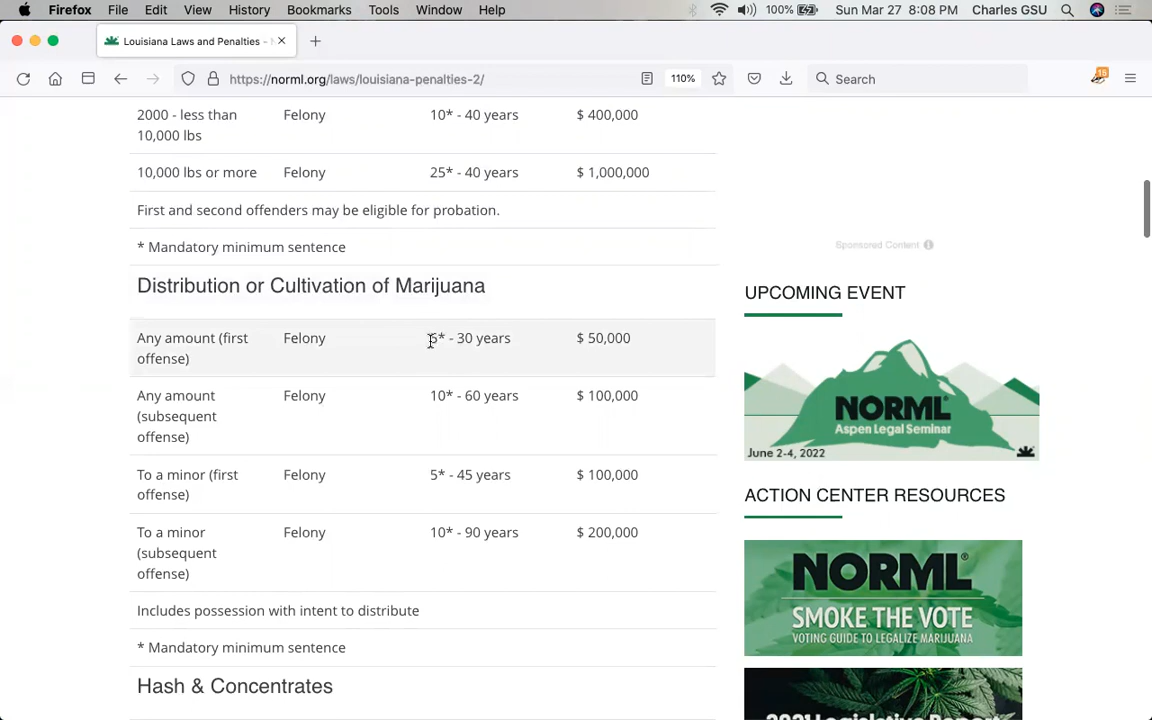 Firefox File Edit View History Bookmarks Tools Window Help 100% Sun Mar 27 8:08 PM Charles GSU
Louisiana Laws and Penalties -
https://norml.org/laws/louisiana-penalties-2/ 110% Search 15
2000 - less than 10,000 lbs Felony 10* - 40 years $ 400,000
10,000 lbs or more Felony 25* - 40 years $ 1,000,000
First and second offenders may be eligible for probation.
* Mandatory minimum sentence
Distribution or Cultivation of Marijuana
Any amount (first offense) Felony * - 30 years $ 50,000
Any amount (subsequent offense) Felony 10* - 60 years $ 100,000
To a minor (first offense) Felony 5* - 45 years $ 100,000
To a minor (subsequent offense) Felony 10* - 90 years $ 200,000
Includes possession with intent to distribute
* Mandatory minimum sentence
Hash & Concentrates
Sponsored Content
UPCOMING EVENT
NORML®
Aspen Legal Seminar
June 2-4, 2022
ACTION CENTER RESOURCES
NORML®
SMOKE THE VOTE
VOTING GUIDE TO LEGALIZE MARIJUANA
2021 Legislative Report